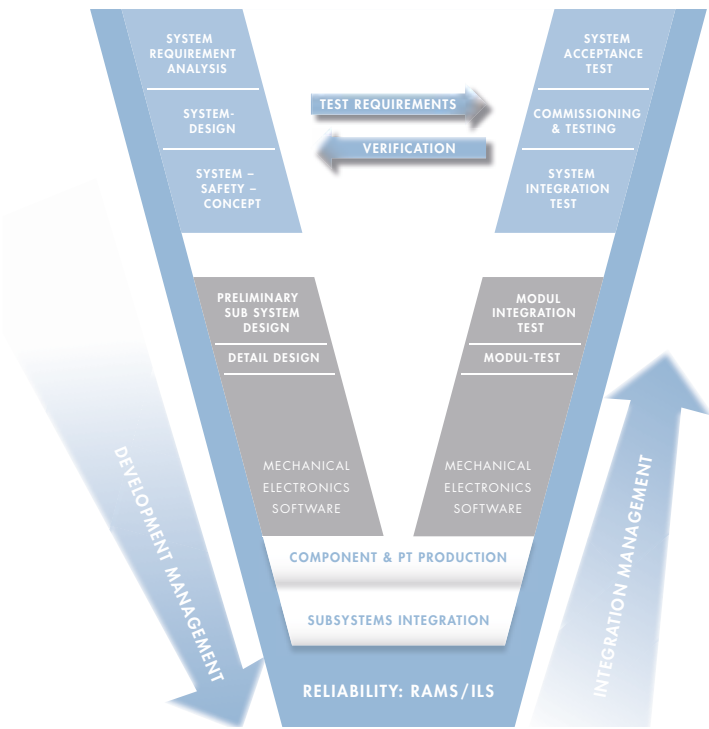 SYSTEM
REQUIREMENT
ANALYSIS
SYSTEM-
DESIGN
SYSTEM –
SAFETY –
CONCEPT
TEST REQUIREMENTS
VERIFICATION
SYSTEM
ACCEPTANCE
TEST
COMMISSIONING
& TESTING
SYSTEM
INTEGRATION
TEST
PRELIMINARY
SUB SYSTEM
DESIGN
DETAIL DESIGN
MECHANICAL
ELECTRONICS
SOFTWARE
MODUL
INTEGRATION
TEST
MODUL-TEST
MECHANICAL
ELECTRONICS
SOFTWARE
DEVELOPMENT MANAGEMENT
INTEGRATION MANAGEMENT
COMPONENT & PT PRODUCTION
SUBSYSTEMS INTEGRATION
RELIABILITY: RAMS/ILS